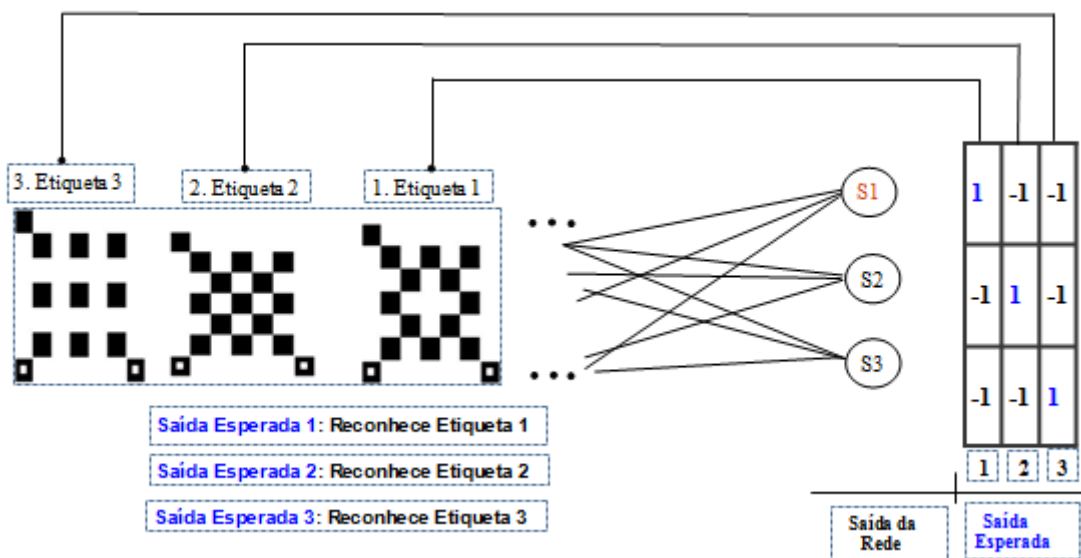 3. Etiqueta 3
2. Etiqueta 2
1. Etiqueta 1
S1
S2
S3
1 -1 -1
-1 1 -1
-1 -1 1
1 2 3
Saída Esperada 1: Reconhece Etiqueta 1
Saída Esperada 2: Reconhece Etiqueta 2
Saída Esperada 3: Reconhece Etiqueta 3
Saída da
Rede
Saída
Esperada